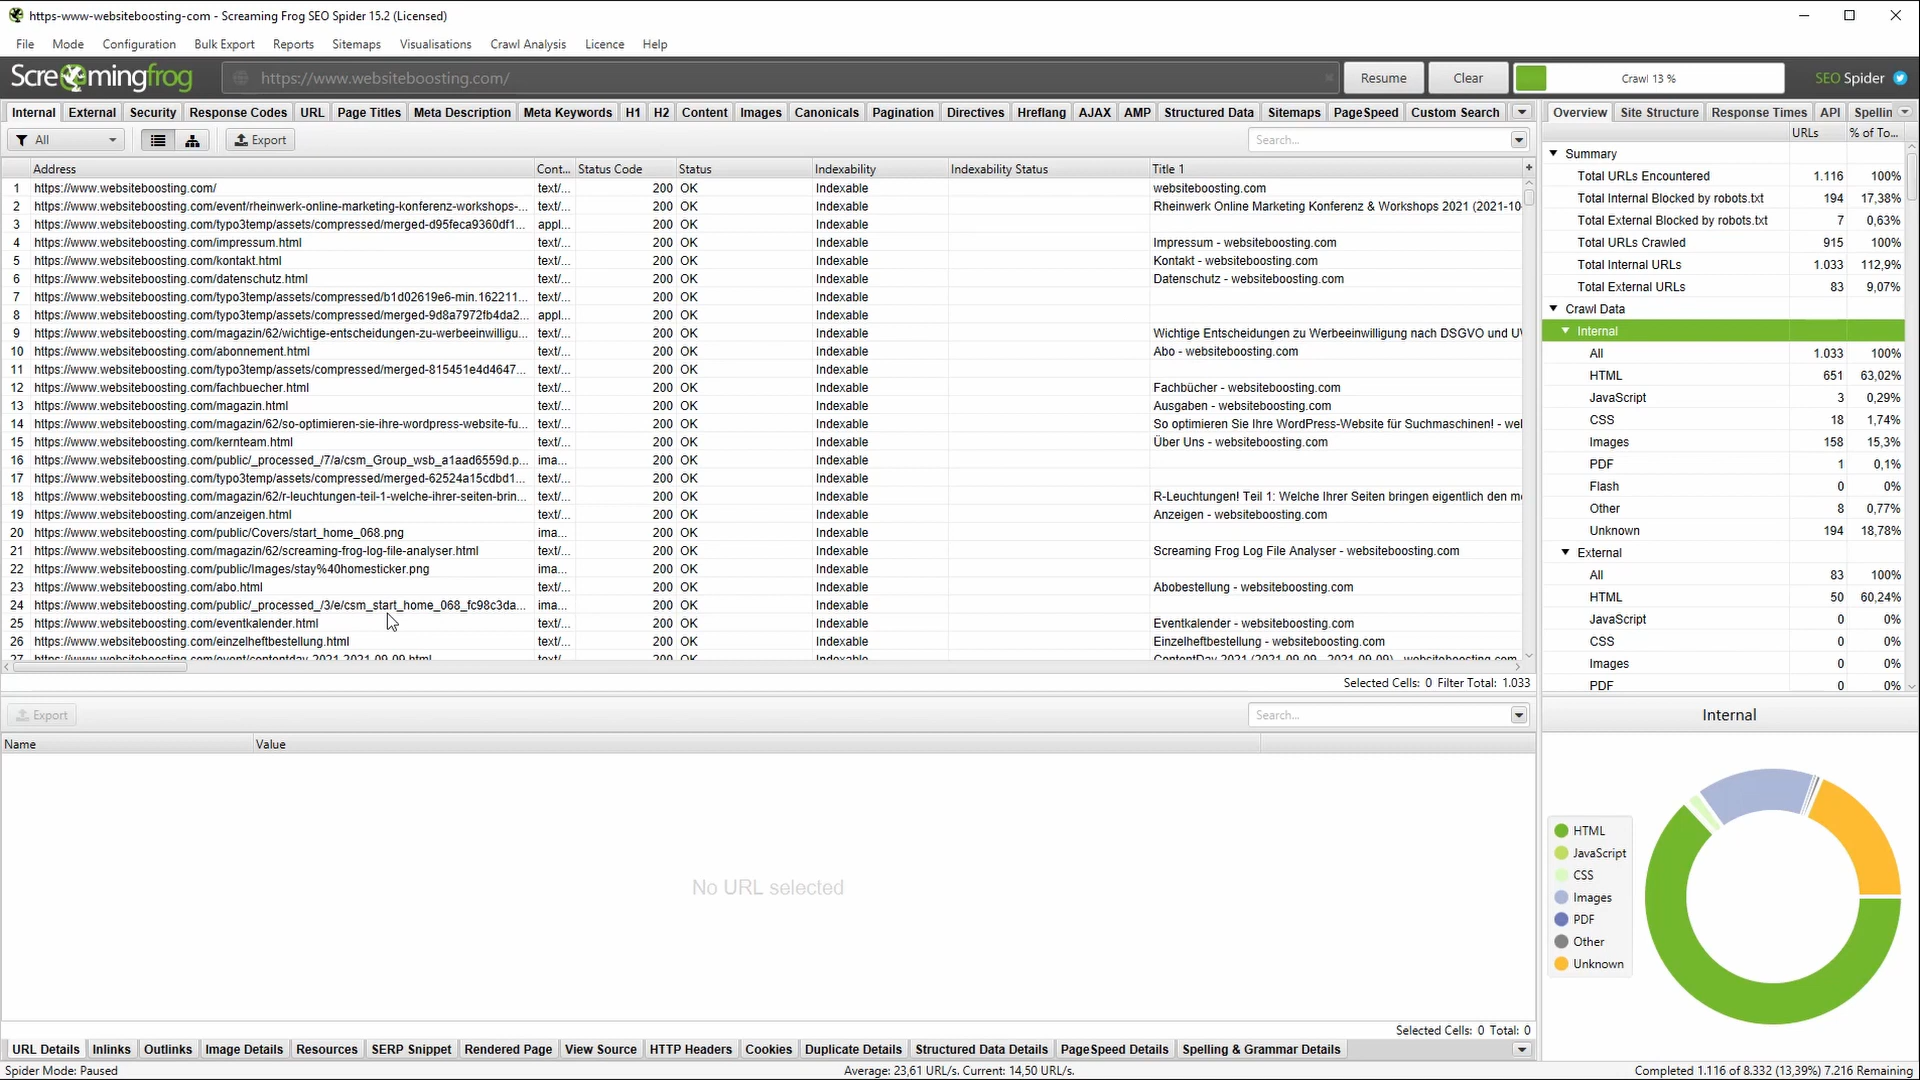 https-www-websiteboosting-com - Screaming Frog SEO Spider 15.2 (Licensed)
File Mode Configuration Bulk Export Reports Sitemaps Visualisations Crawl Analysis Licence Help
Screamingfrog https://www.websiteboosting.com/ Resume Clear Crawl 13 % SEO Spider
Internal External Security Response Codes URL Page Titles Meta Description Meta Keywords H1 H2 Content Images Canonicals Pagination Directives Hreflang AJAX AMP Structured Data Sitemaps PageSpeed Custom Search
All Export Search...
Address Cont... Status Code Status Indexability Indexability Status Title 1
1 https://www.websiteboosting.com/ text/... 200 OK Indexable websiteboosting.com
2 https://www.websiteboosting.com/event/rheinwerk-online-marketing-konferenz-workshops-... text/... 200 OK Indexable Rheinwerk Online Marketing Konferenz & Workshops 2021 (2021-10-
3 https://www.websiteboosting.com/typo3temp/assets/compressed/merged-d95feca9360df1... appl... 200 OK Indexable
4 https://www.websiteboosting.com/impressum.html text/... 200 OK Indexable Impressum - websiteboosting.com
5 https://www.websiteboosting.com/kontakt.html text/... 200 OK Indexable Kontakt - websiteboosting.com
6 https://www.websiteboosting.com/datenschutz.html text/... 200 OK Indexable Datenschutz - websiteboosting.com
7 https://www.websiteboosting.com/typo3temp/assets/compressed/b1d02619e6-min.162211... text/... 200 OK Indexable
8 https://www.websiteboosting.com/typo3temp/assets/compressed/merged-9d8a7972fb4da2... appl... 200 OK Indexable
9 https://www.websiteboosting.com/magazin/62/wichtige-entscheidungen-zu-werbeeinwilligu... text/... 200 OK Indexable Wichtige Entscheidungen zu Werbeeinwilligung nach DSGVO und
10 https://www.websiteboosting.com/abonnement.html text/... 200 OK Indexable Abo - websiteboosting.com
11 https://www.websiteboosting.com/typo3temp/assets/compressed/merged-815451e4d4647... text/... 200 OK Indexable
12 https://www.websiteboosting.com/fachbuecher.html text/... 200 OK Indexable Fachbücher - websiteboosting.com
13 https://www.websiteboosting.com/magazin.html text/... 200 OK Indexable Ausgaben - websiteboosting.com
14 https://www.websiteboosting.com/magazin/62/so-optimieren-sie-ihre-wordpress-website-fu... text/... 200 OK Indexable So optimieren Sie Ihre WordPress-Website für Suchmaschinen! - we
15 https://www.websiteboosting.com/kernteam.html text/... 200 OK Indexable Über Uns - websiteboosting.com
16 https://www.websiteboosting.com/public/_processed_/7/a/csm_Group_wsb_a1aad6559d.p... ima... 200 OK Indexable
17 https://www.websiteboosting.com/typo3temp/assets/compressed/merged-62524a15cdbd1... text/... 200 OK Indexable
18 https://www.websiteboosting.com/magazin/62/r-leuchtungen-teil-1-welche-ihrer-seiten-brin... text/... 200 OK Indexable R-Leuchtungen! Teil 1: Welche Ihrer Seiten bringen eigentlich den m
19 https://www.websiteboosting.com/anzeigen.html text/... 200 OK Indexable Anzeigen - websiteboosting.com
20 https://www.websiteboosting.com/public/Covers/start_home_068.png ima... 200 OK Indexable
21 https://www.websiteboosting.com/magazin/62/screaming-frog-log-file-analyser.html text/... 200 OK Indexable Screaming Frog Log File Analyser - websiteboosting.com
22 https://www.websiteboosting.com/public/Images/stay%40homesticker.png ima... 200 OK Indexable
23 https://www.websiteboosting.com/abo.html text/... 200 OK Indexable Abobestellung - websiteboosting.com
24 https://www.websiteboosting.com/public/_processed_/3/e/csm_start_home_068_fc98c3da... ima... 200 OK Indexable
25 https://www.websiteboosting.com/eventkalender.html text/... 200 OK Indexable Eventkalender - websiteboosting.com
26 https://www.websiteboosting.com/einzelheftbestellung.html text/... 200 OK Indexable Einzelheftbestellung - websiteboosting.com
27 https://www.websiteboosting.com/event/contentday-2021-2021-09-09.html text/... 200 OK Indexable ContentDay 2021 (2021-09-09 - 2021-09-09) - websiteboosting.com
Selected Cells: 0 Filter Total: 1.033
Export Search...
Name Value
No URL selected
Selected Cells: 0 Total: 0
URL Details Inlinks Outlinks Image Details Resources SERP Snippet Rendered Page View Source HTTP Headers Cookies Duplicate Details Structured Data Details PageSpeed Details Spelling & Grammar Details
Overview Site Structure Response Times API Spellin
URLs % of To...
Summary
Total URLs Encountered 1.116 100%
Total Internal Blocked by robots.txt 194 17,38%
Total External Blocked by robots.txt 7 0,63%
Total URLs Crawled 915 100%
Total Internal URLs 1.033 112,9%
Total External URLs 83 9,07%
Crawl Data
Internal
All 1.033 100%
HTML 651 63,02%
JavaScript 3 0,29%
CSS 18 1,74%
Images 158 15,3%
PDF 1 0,1%
Flash 0 0%
Other 8 0,77%
Unknown 194 18,78%
External
All 83 100%
HTML 50 60,24%
JavaScript 0 0%
CSS 0 0%
Images 0 0%
PDF 0 0%
Internal
HTML
JavaScript
CSS
Images
PDF
Other
Unknown
Spider Mode: Paused Average: 23,61 URL/s. Current: 14,50 URL/s. Completed 1.116 of 8.332 (13,39%) 7.216 Remaining